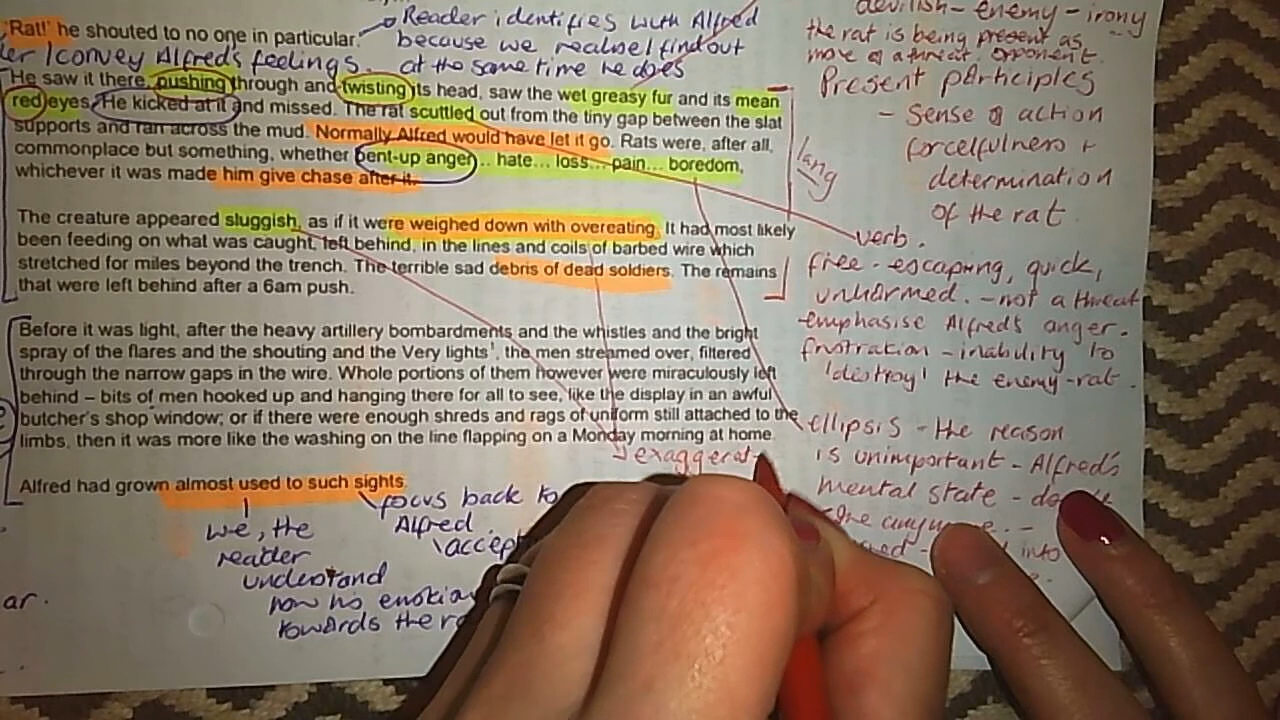 'Rat!' he shouted to no one in particular.
He saw it there, pushing through and twisting its head, saw the wet greasy fur and its mean
red eyes. He kicked at it and missed. The rat scuttled out from the tiny gap between the slat
supports and ran across the mud. Normally Alfred would have let it go. Rats were, after all,
commonplace but something, whether pent-up anger... hate... loss... pain... boredom,
whichever it was made him give chase after it.
The creature appeared sluggish, as if it were weighed down with overeating. It had most likely
been feeding on what was caught, left behind, in the lines and coils of barbed wire which
stretched for miles beyond the trench. The terrible sad debris of dead soldiers. The remains
that were left behind after a 6am push.
Before it was light, after the heavy artillery bombardments and the whistles and the bright
spray of the flares and the shouting and the Very lights¹, the men streamed over, filtered
through the narrow gaps in the wire. Whole portions of them however were miraculously left
behind – bits of men hooked up and hanging there for all to see, like the display in an awful
butcher's shop window; or if there were enough shreds and rags of uniform still attached to the
limbs, then it was more like the washing on the line flapping on a Monday morning at home.
Alfred had grown almost used to such sights.
Reader identifies with Alfred
because we realise/find out
at the same time he does
/convey Alfred's feelings.
we, the
reader
understand
how his
towards the
focus back to
Alfred
ar.
devilish - enemy - irony
the rat is being present as
more of a threat. opponent.
Present participles
- Sense of action
forcefulness +
determination
of the rat.
lang
verb.
free - escaping, quick,
unharmed. - not a threat
-emphasise Alfred's anger.
frustration - inability to
'destroy' the enemy-rat.
ellipsis - the reason
is unimportant - Alfred's
mental state -
into
exaggerat